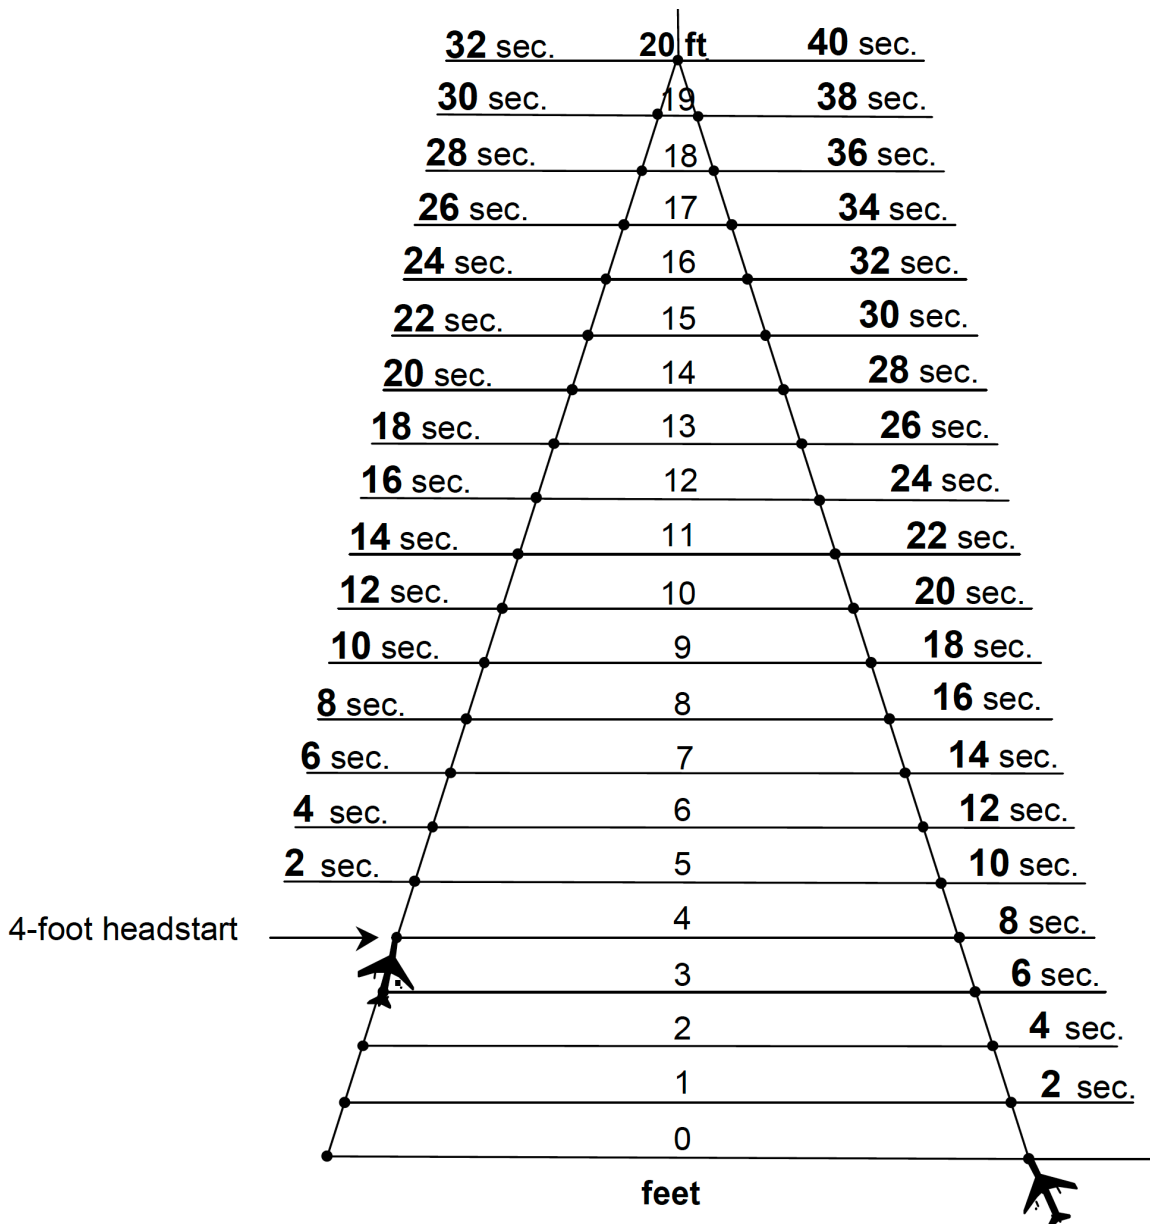 32 sec. 20 ft 40 sec.
30 sec. 19 38 sec.
28 sec. 18 36 sec.
26 sec. 17 34 sec.
24 sec. 16 32 sec.
22 sec. 15 30 sec.
20 sec. 14 28 sec.
18 sec. 13 26 sec.
16 sec. 12 24 sec.
14 sec. 11 22 sec.
12 sec. 10 20 sec.
10 sec. 9 18 sec.
8 sec. 8 16 sec.
6 sec. 7 14 sec.
4 sec. 6 12 sec.
2 sec. 5 10 sec.
4-foot headstart 4 8 sec.
3 6 sec.
2 4 sec.
1 2 sec.
0
feet